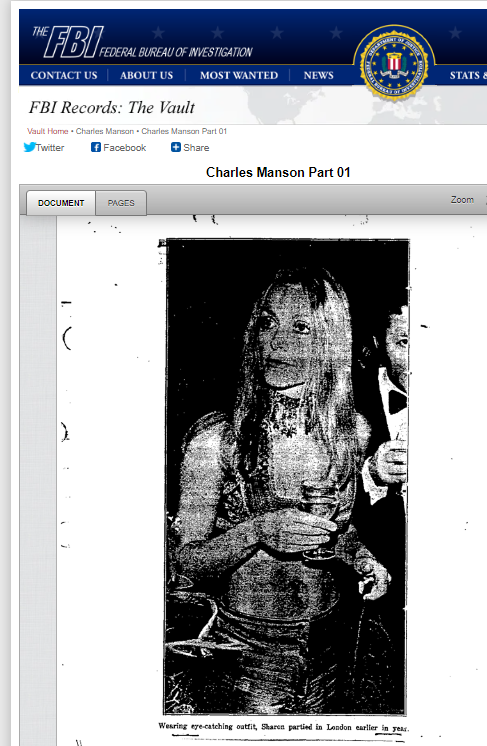 THE FBI FEDERAL BUREAU OF INVESTIGATION
CONTACT US ABOUT US MOST WANTED NEWS STATS &
FBI Records: The Vault
Vault Home • Charles Manson • Charles Manson Part 01
Twitter Facebook Share
Charles Manson Part 01
DOCUMENT PAGES Zoom
Wearing eye-catching outfit, Sharon partied in London earlier in year.